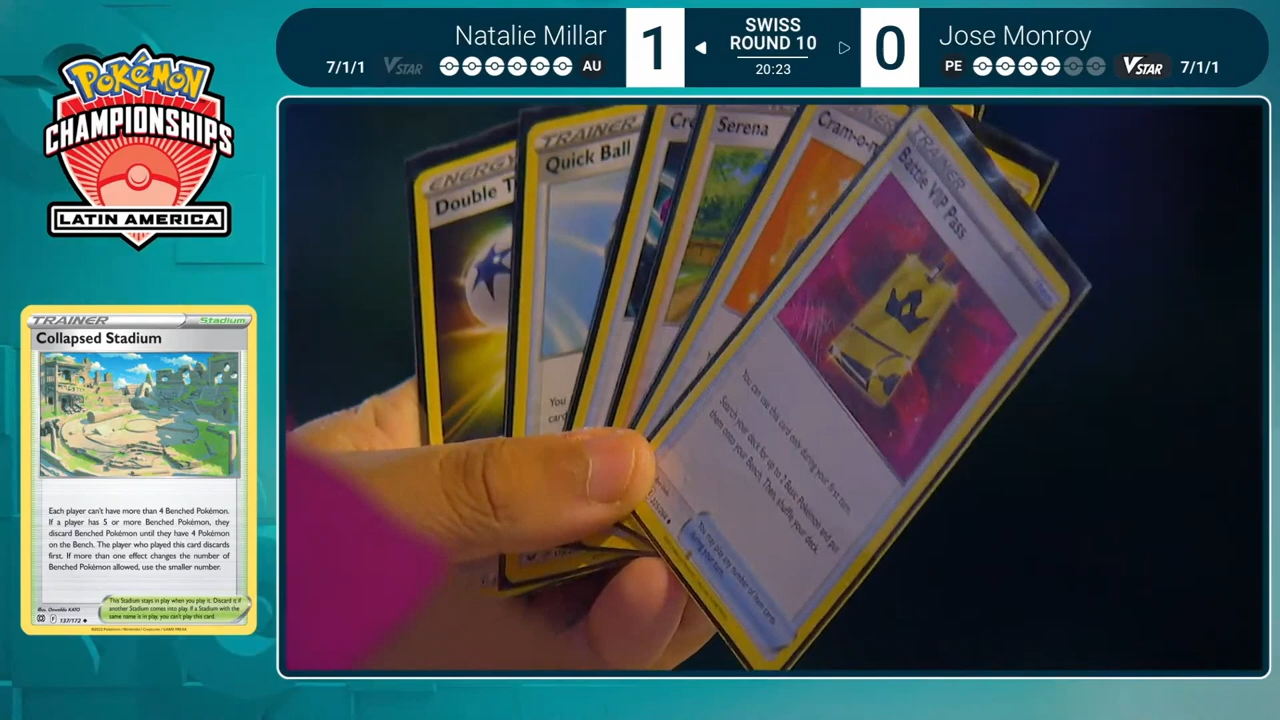 Natalie Millar
1
SWISS
ROUND 10
20:23
0
Jose Monroy
7/1/1
VSTAR
AU
PE
VSTAR
7/1/1
Pokémon
CHAMPIONSHIPS
LATIN AMERICA
TRAINER
Stadium
Collapsed Stadium
Each player can't have more than 4 Benched Pokémon.
If a player has 5 or more Benched Pokémon, they
discard Benched Pokémon until they have 4 Pokémon
on the Bench. The player who played this card discards
first. If more than one effect changes the number of
Benched Pokémon allowed, use the smaller number.
This Stadium stays in play when you play it. Discard it if
another Stadium comes into play. If a Stadium with the
same name is in play, you can't play this card.
137/172
ENERGY
Double T
TRAINER
Quick Ball
You
card
Cr
Serena
Cram-o-m
TRAINER
Battle VIP Pass
You can use this card only during your first turn.
Search your deck for up to 2 Basic Pokémon and put
them onto your Bench. Then, shuffle your deck.
You may play any number of Item cards
during your turn.